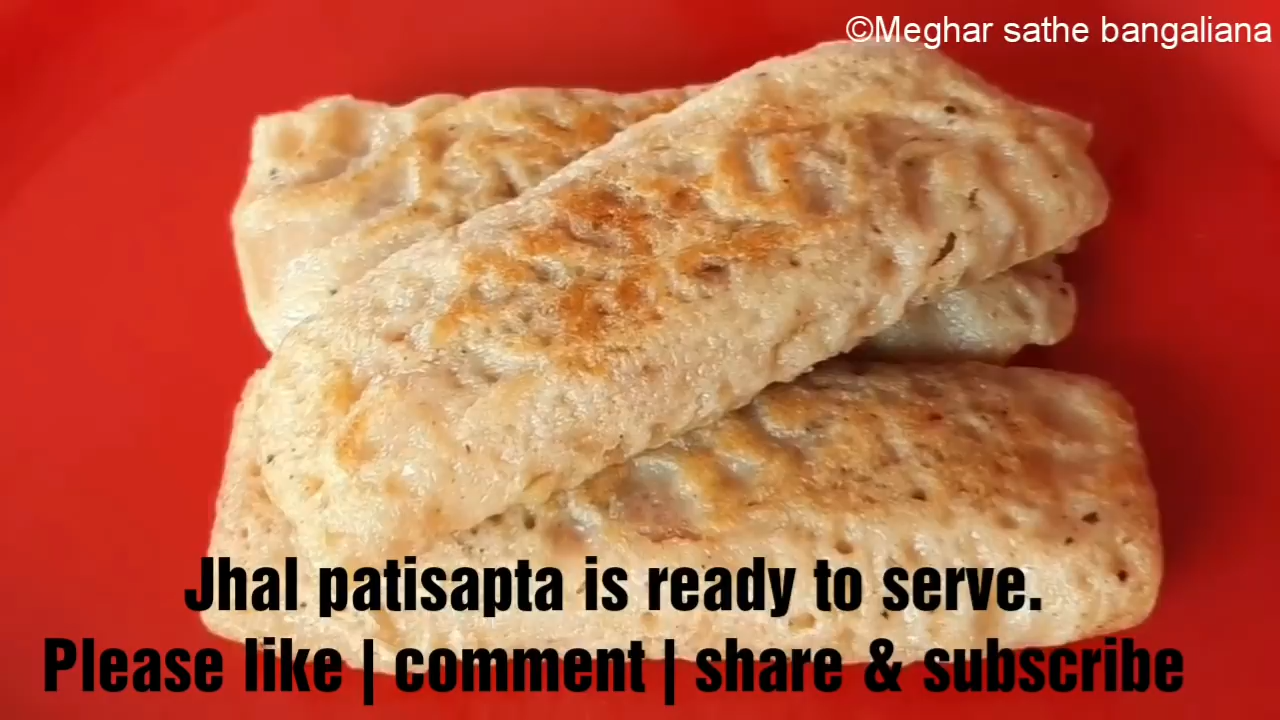 ©Meghar sathe bangaliana
Jhal patisapta is ready to serve.
Please like | comment | share & subscribe